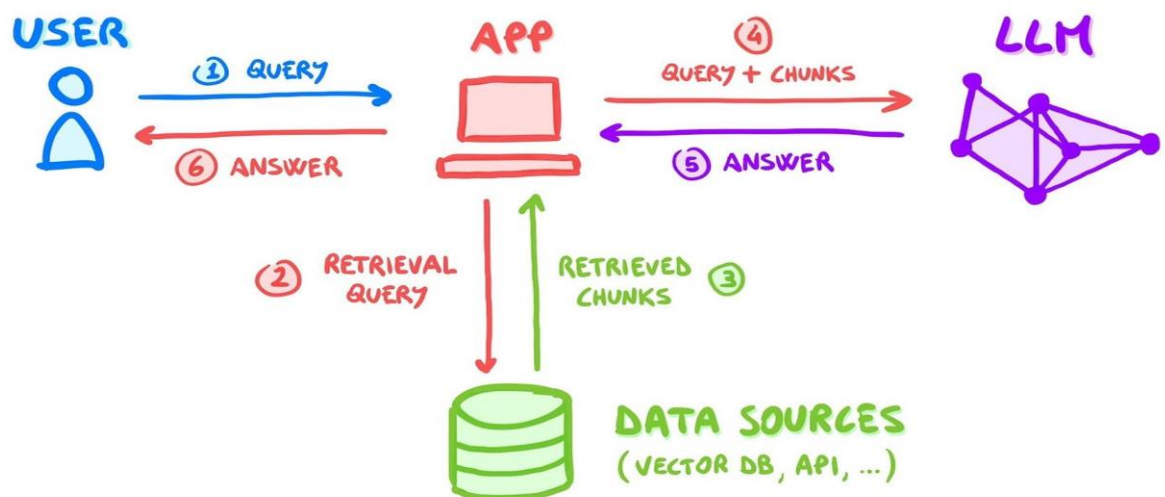 USER
APP
LLM
① QUERY
④
QUERY + CHUNKS
⑥ ANSWER
⑤ ANSWER
② RETRIEVAL
QUERY
RETRIEVED ③
CHUNKS
DATA SOURCES
(VECTOR DB, API, ...)